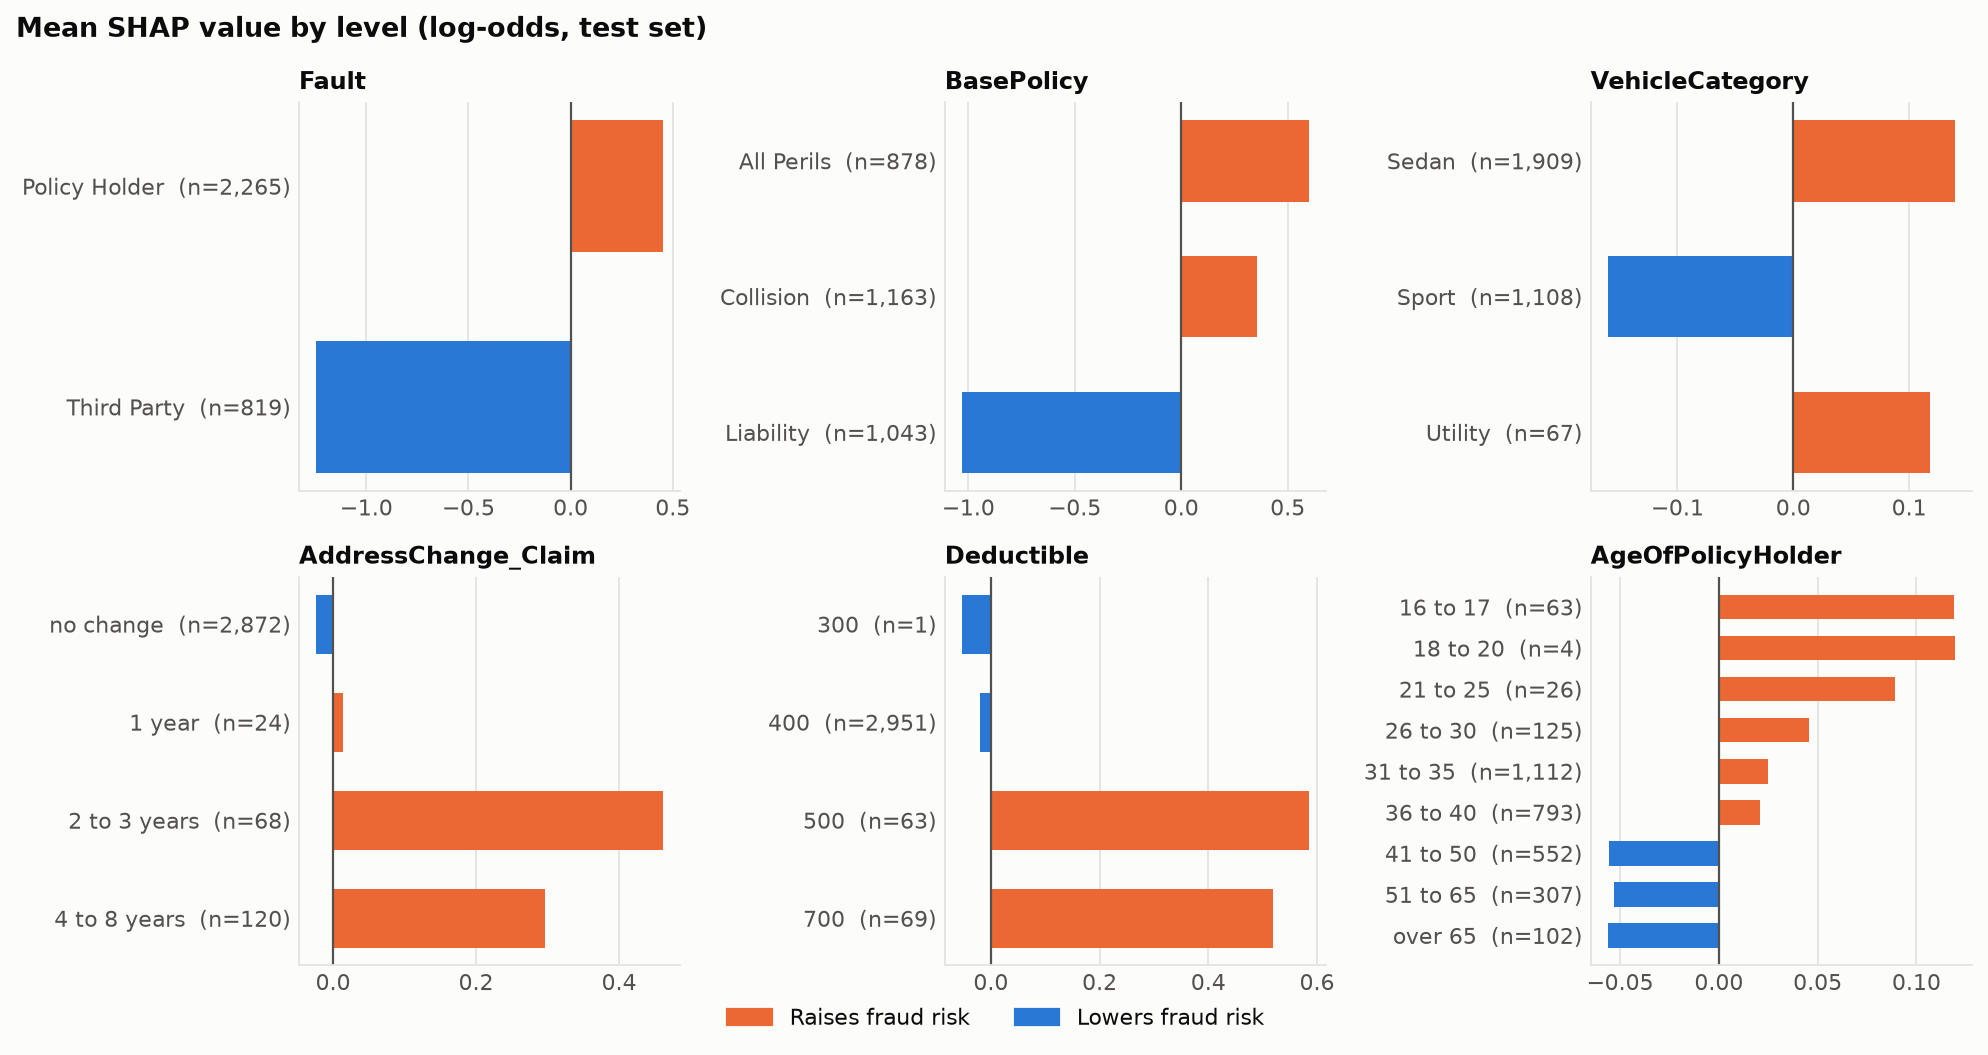 Mean SHAP value by level (log-odds, test set)
Fault
Policy Holder (n=2,265)
Third Party (n=819)
−1.0 −0.5 0.0 0.5
BasePolicy
All Perils (n=878)
Collision (n=1,163)
Liability (n=1,043)
−1.0 −0.5 0.0 0.5
VehicleCategory
Sedan (n=1,909)
Sport (n=1,108)
Utility (n=67)
−0.1 0.0 0.1
AddressChange_Claim
no change (n=2,872)
1 year (n=24)
2 to 3 years (n=68)
4 to 8 years (n=120)
0.0 0.2 0.4
Deductible
300 (n=1)
400 (n=2,951)
500 (n=63)
700 (n=69)
0.0 0.2 0.4 0.6
AgeOfPolicyHolder
16 to 17 (n=63)
18 to 20 (n=4)
21 to 25 (n=26)
26 to 30 (n=125)
31 to 35 (n=1,112)
36 to 40 (n=793)
41 to 50 (n=552)
51 to 65 (n=307)
over 65 (n=102)
−0.05 0.00 0.05 0.10
Raises fraud risk
Lowers fraud risk